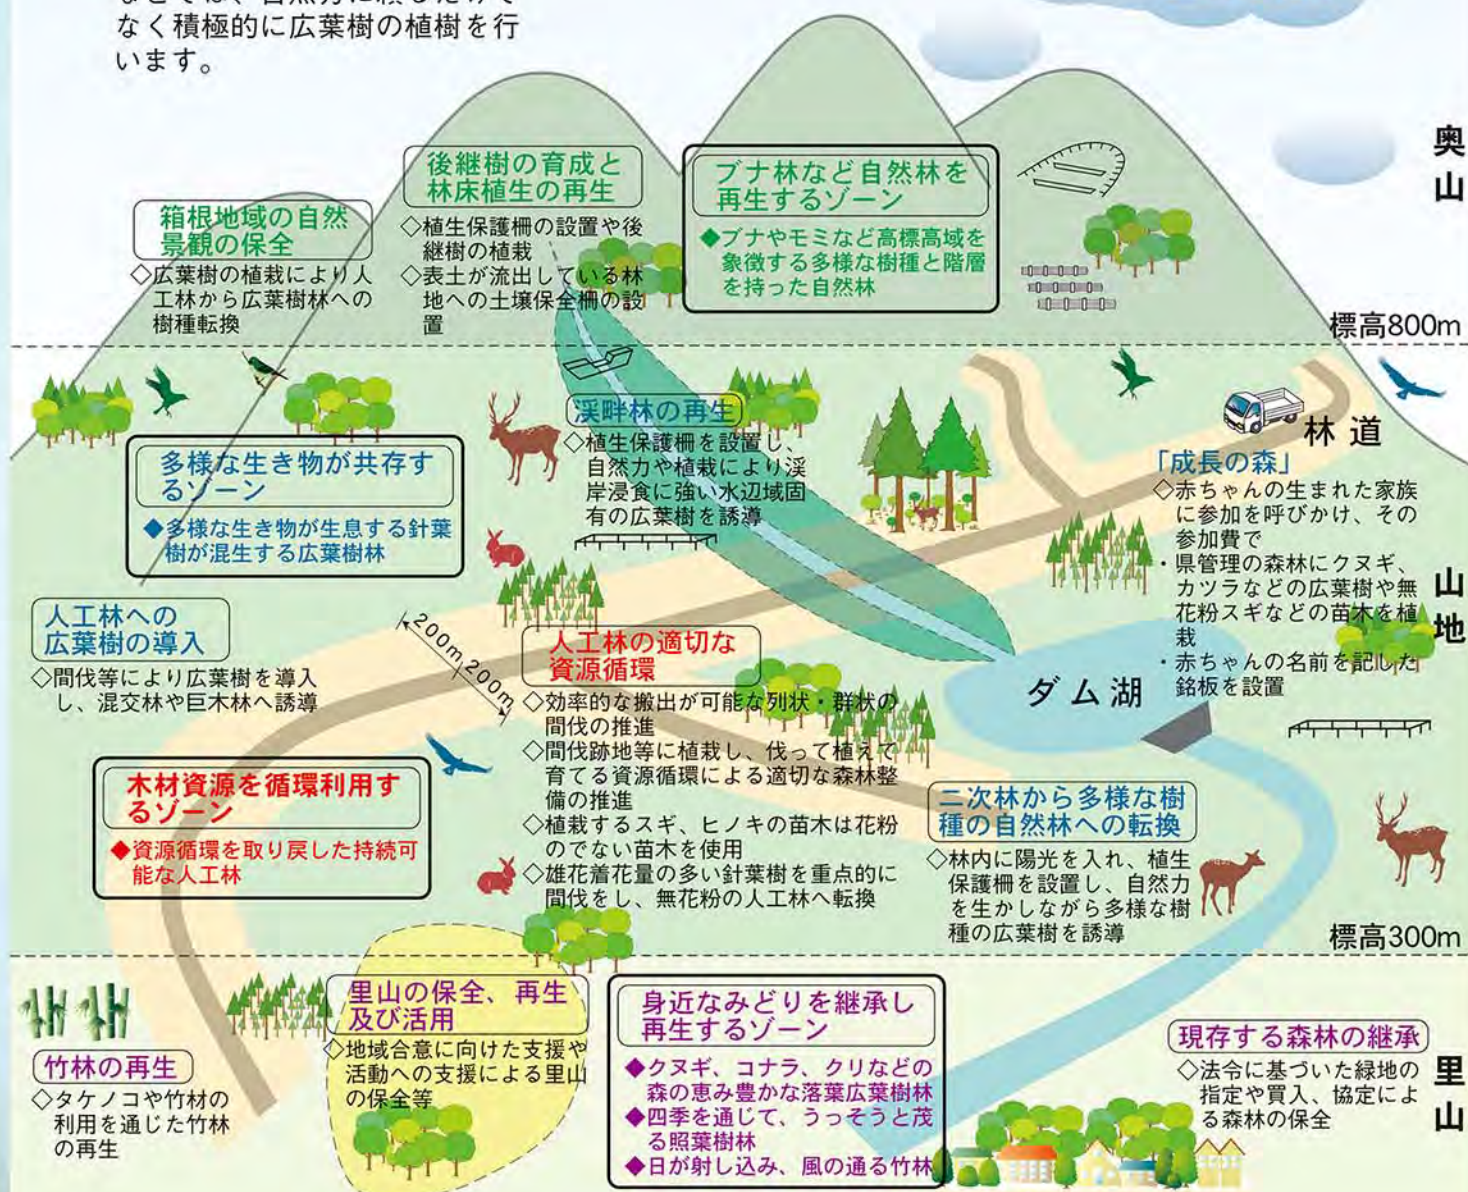 なく積極的に広葉樹の植樹を行
います。
奥山
後継樹の育成と
林床植生の再生
◇植生保護柵の設置や後
継樹の植栽
◇表土が流出している林
地への土壌保全柵の設
置
ブナ林など自然林を
再生するゾーン
◆ブナやモミなど高標高域を
象徴する多様な樹種と階層
を持った自然林
箱根地域の自然
景観の保全
◇広葉樹の植栽により人
工林から広葉樹林への
樹種転換
標高800m
渓畔林の再生
◇植生保護柵を設置し、
自然力や植栽により渓
岸浸食に強い水辺域固
有の広葉樹を誘導
林道
「成長の森」
◇赤ちゃんの生まれた家族
に参加を呼びかけ、その
参加費で
・県管理の森林にクヌギ、
カツラなどの広葉樹や無
花粉スギなどの苗木を植
栽
・赤ちゃんの名前を記した
銘板を設置
多様な生き物が共存す
るゾーン
◆多様な生き物が生息する針葉
樹が混生する広葉樹林
山地
人工林への
広葉樹の導入
◇間伐等により広葉樹を導入
し、混交林や巨木林へ誘導
200m 200m
人工林の適切な
資源循環
◇効率的な搬出が可能な列状・群状の
間伐の推進
◇間伐跡地等に植栽し、伐って植えて
育てる資源循環による適切な森林整
備の推進
◇植栽するスギ、ヒノキの苗木は花粉
のでない苗木を使用
◇雄花着花量の多い針葉樹を重点的に
間伐をし、無花粉の人工林へ転換
ダム湖
木材資源を循環利用す
るゾーン
◆資源循環を取り戻した持続可
能な人工林
二次林から多様な樹
種の自然林への転換
◇林内に陽光を入れ、植生
保護柵を設置し、自然力
を生かしながら多様な樹
種の広葉樹を誘導
標高300m
里山の保全、再生
及び活用
◇地域合意に向けた支援や
活動への支援による里山
の保全等
身近なみどりを継承し
再生するゾーン
◆クヌギ、コナラ、クリなどの
森の恵み豊かな落葉広葉樹林
◆四季を通じて、うっそうと茂
る照葉樹林
◆日が射し込み、風の通る竹林
竹林の再生
◇タケノコや竹材の
利用を通じた竹林
の再生
現存する森林の継承
◇法令に基づいた緑地の
指定や買入、協定によ
る森林の保全
里山